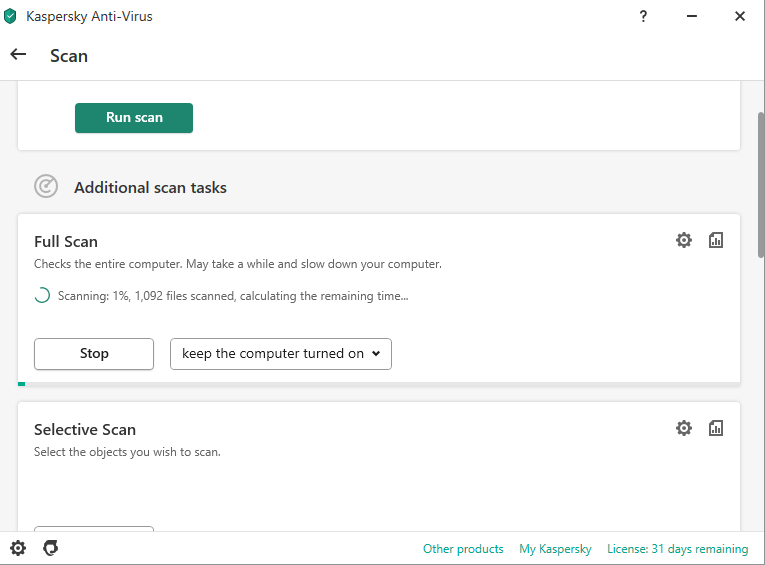 Kaspersky Anti-Virus
?
Scan
Run scan
Additional scan tasks
Full Scan
Checks the entire computer. May take a while and slow down your computer.
Scanning: 1%, 1,092 files scanned, calculating the remaining time...
Stop
keep the computer turned on
Selective Scan
Select the objects you wish to scan.
Other products My Kaspersky License: 31 days remaining